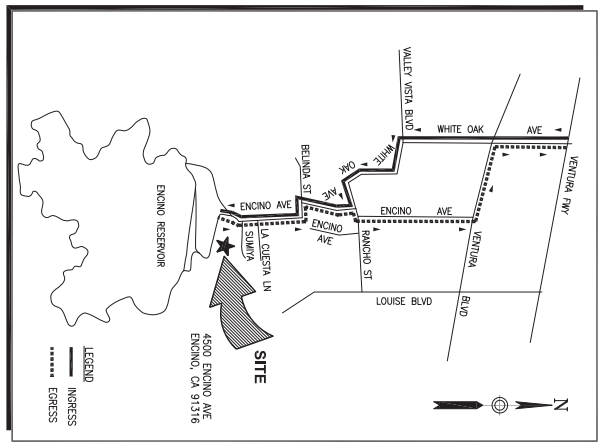 VALLEY VISTA BLVD
WHITE OAK AVE
VENTURA FWY
WHITE
OAK
AVE
BELINDA ST
ENCINO AVE
ENCINO
AVE
ENCINO AVE
VENTURA
BLVD
RANCHO ST
LA CUESTA LN
SUMIYA
LOUISE BLVD
ENCINO RESERVOIR
SITE
4500 ENCINO AVE
ENCINO, CA 91316
LEGEND
INGRESS
EGRESS
N